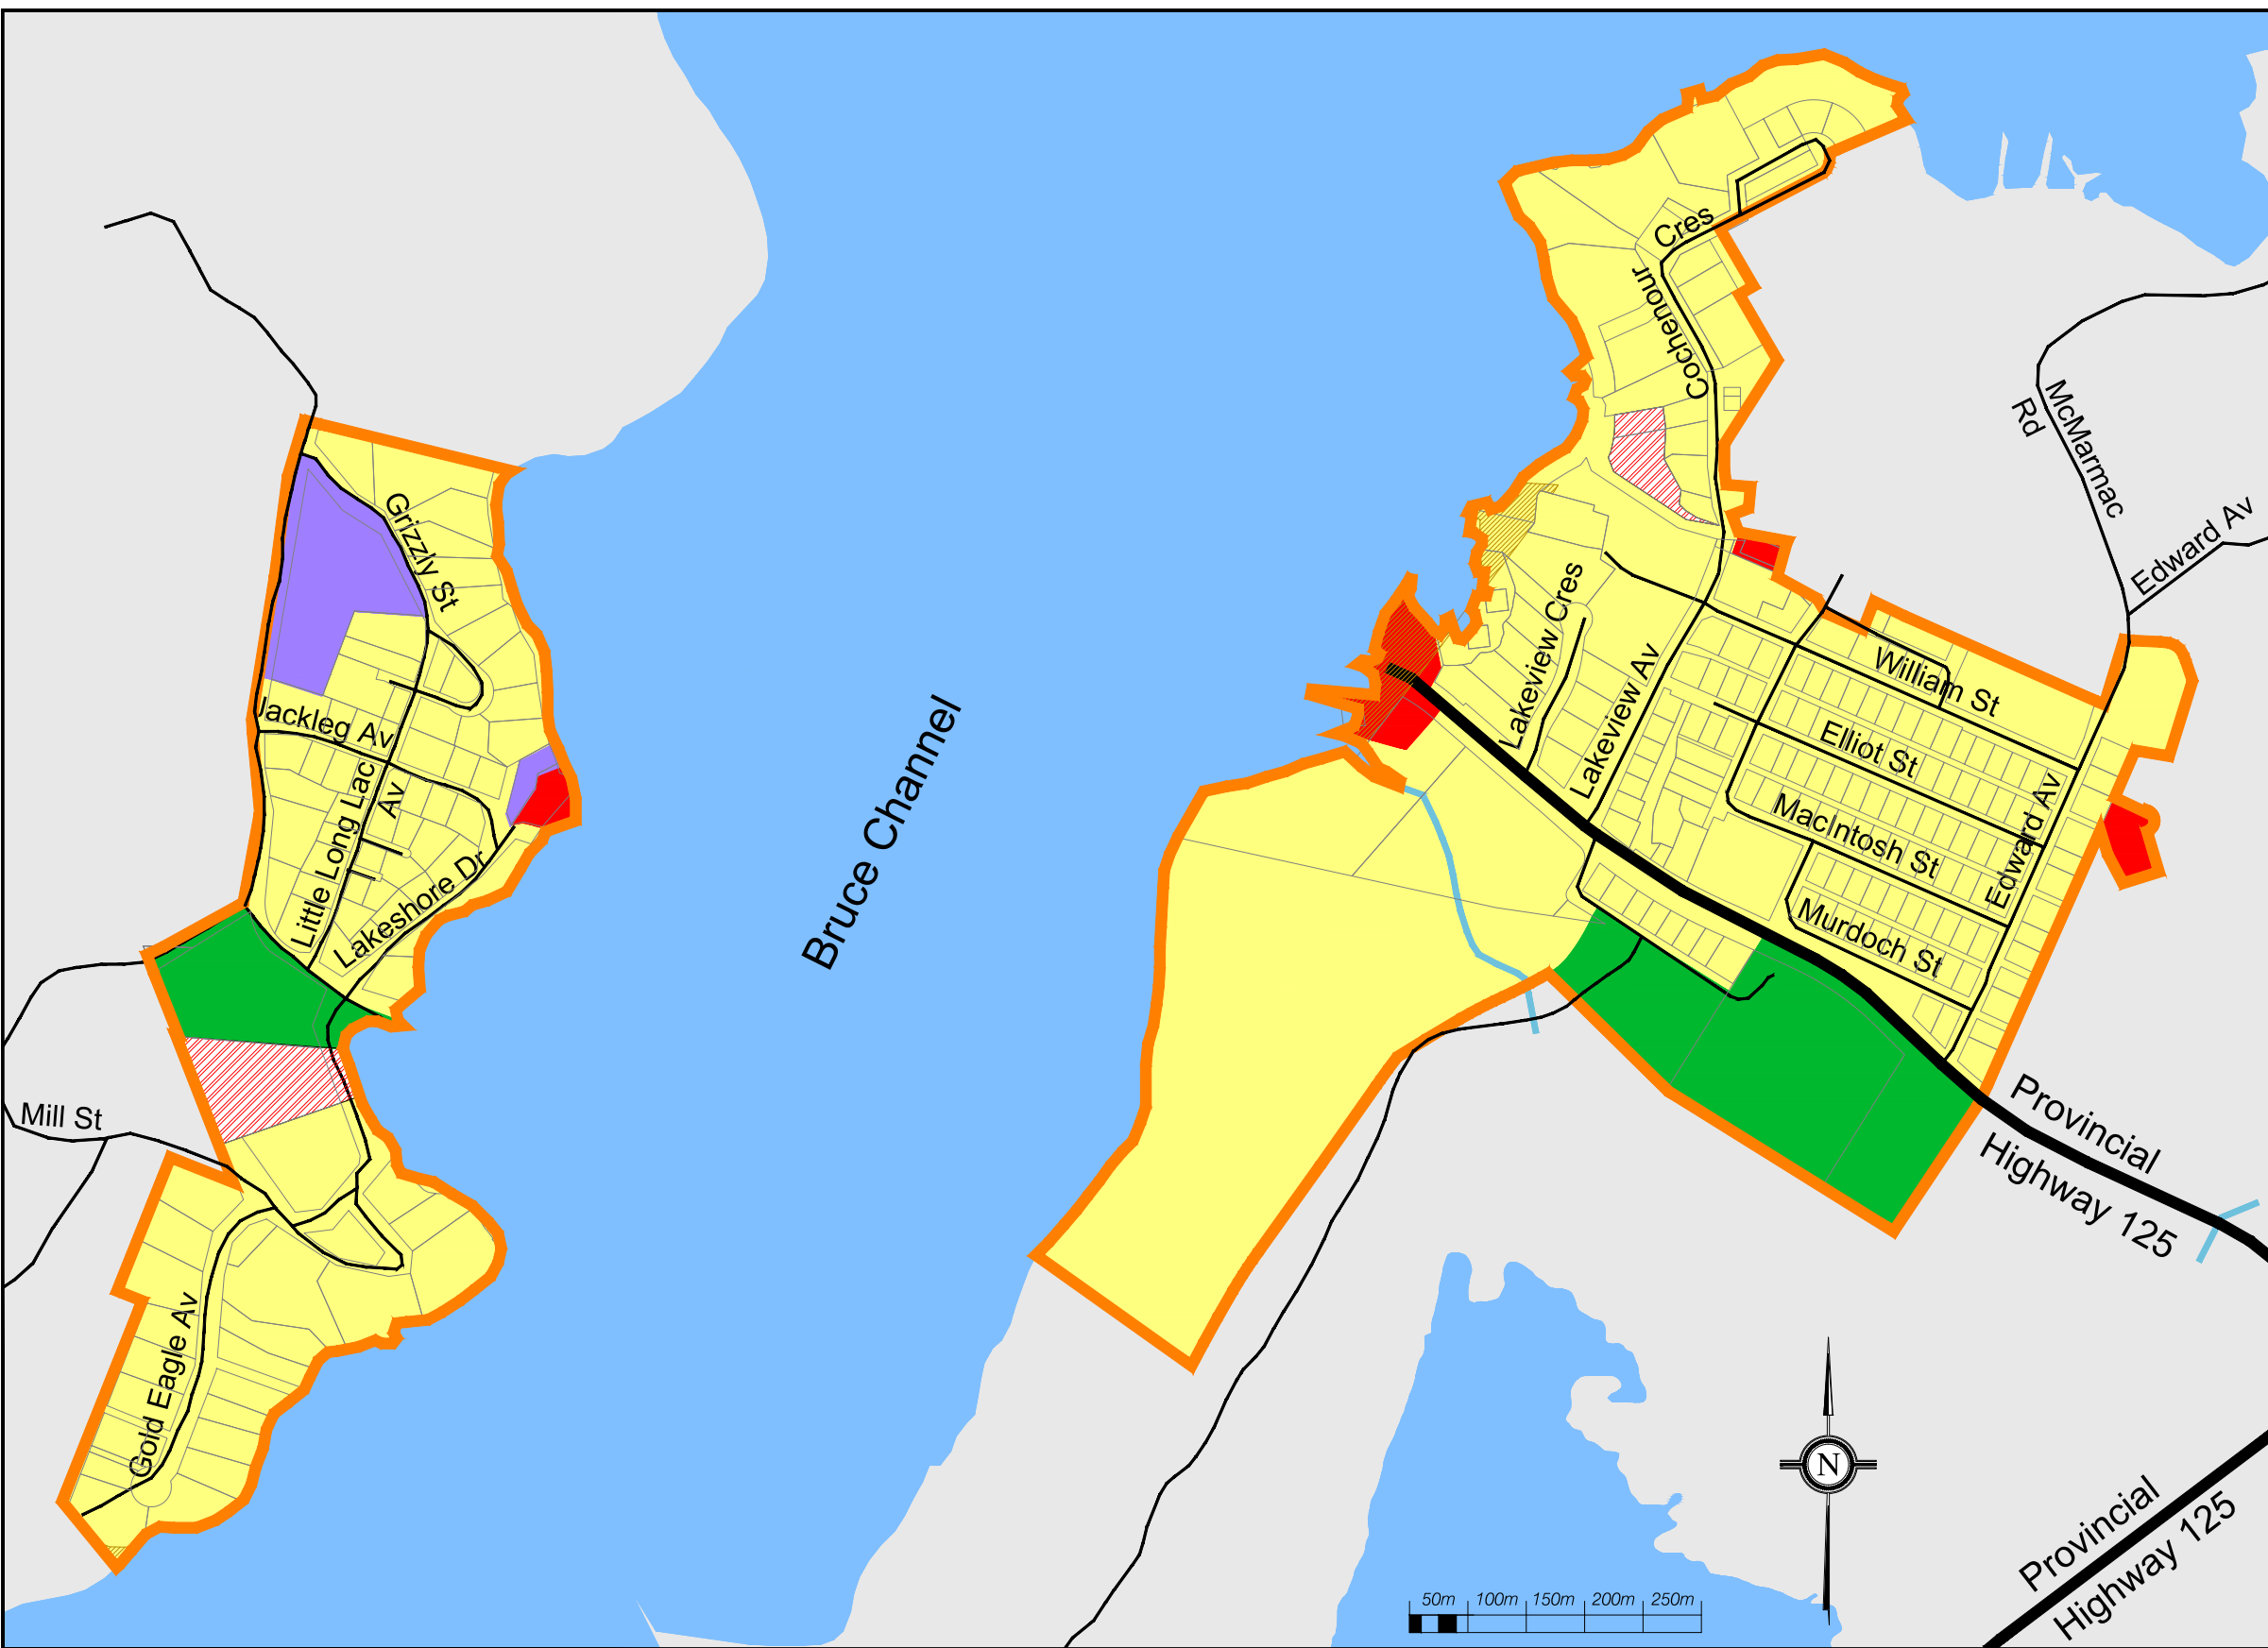 Cres
Cochenour
McMarmac
Rd
Edward Av
Grizzly St
Lakeview Cres
Lakeview Av
William St
Elliot St
MacIntosh St
Edward Av
Murdoch St
Jackleg Av
Little Long Lac
Av
Lakeshore Dr
Bruce Channel
Mill St
Gold Eagle Av
Provincial
Highway 125
N
50m 100m 150m 200m 250m
Provincial
Highway 125